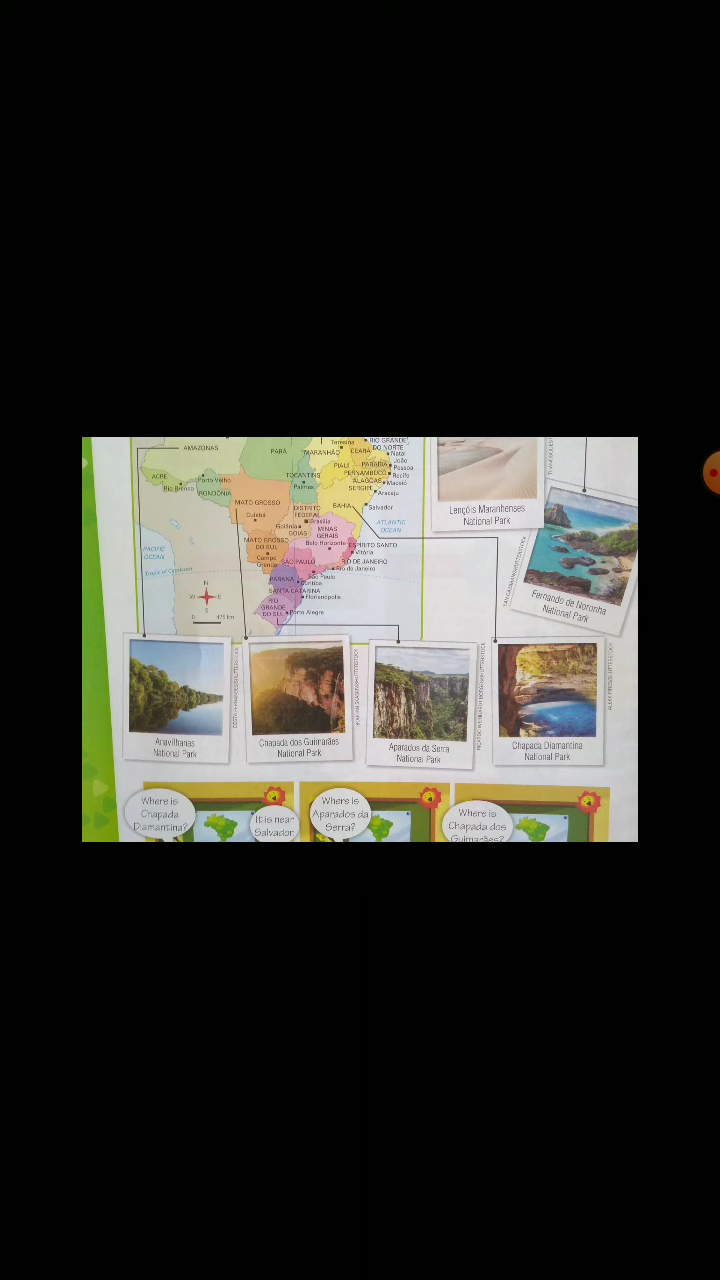 AMAZONAS
PARÁ
Teresina
RIO GRANDE
DO NORTE
MARANHÃO
CEARÁ
Natal
João
Pessoa
PIAUÍ
PARAÍBA
PERNAMBUCO
Recife
ACRE
Rio Branco
Porto Velho
RONDÔNIA
TOCANTINS
Palmas
ALAGOAS
Maceió
SERGIPE
Aracaju
MATO GROSSO
Cuiabá
BAHIA
Salvador
DISTRITO
FEDERAL
Brasília
Goiânia
GOIÁS
MINAS
GERAIS
Belo Horizonte
ATLANTIC
OCEAN
MATO GROSSO
DO SUL
Campo
Grande
ESPÍRITO SANTO
Vitória
PACIFIC
OCEAN
SÃO PAULO
RIO DE JANEIRO
Rio de Janeiro
São Paulo
Tropic of Capricorn
PARANÁ
Curitiba
SANTA CATARINA
Florianópolis
RIO
GRANDE
DO SUL
Porto Alegre
N
W E
S
0 475 km
Lençóis Maranhenses
National Park
Fernando de Noronha
National Park
Anavilhanas
National Park
Chapada dos Guimarães
National Park
Aparados da Serra
National Park
Chapada Diamantina
National Park
Where is
Chapada
Diamantina?
It is near
Salvador
Where is
Aparados da
Serra?
Where is
Chapada dos
Guimarães?